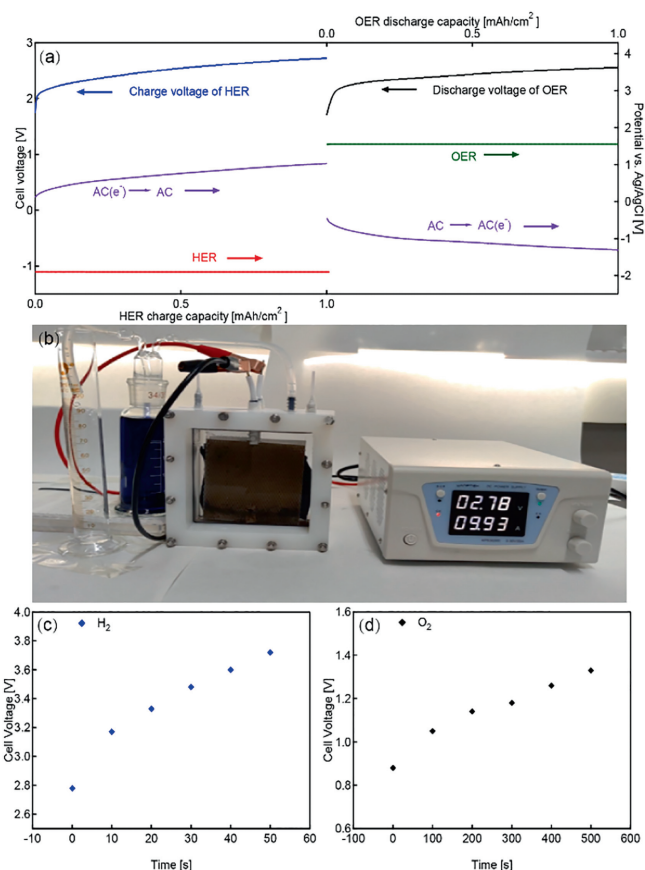 OER discharge capacity [mAh/cm²]
0.0 0.5 1.0
(a)
3
2
1
0
-1
Cell voltage [V]
Charge voltage of HER
Discharge voltage of OER
OER
AC(e⁻) AC
AC AC(e⁻)
HER
4
3
2
1
0
-1
-2
Potential vs. Ag/AgCl [V]
0.0 0.5 1.0
HER charge capacity [mAh/cm²]
(b)
34/
02.78 V
09.93 A
(c)
H₂
4.0
3.8
3.6
3.4
3.2
3.0
2.8
2.6
Cell Voltage [V]
-10 0 10 20 30 40 50 60
Time [s]
(d)
O₂
1.6
1.4
1.2
1.0
0.8
0.6
Cell Voltage [V]
-100 0 100 200 300 400 500 600
Time [s]